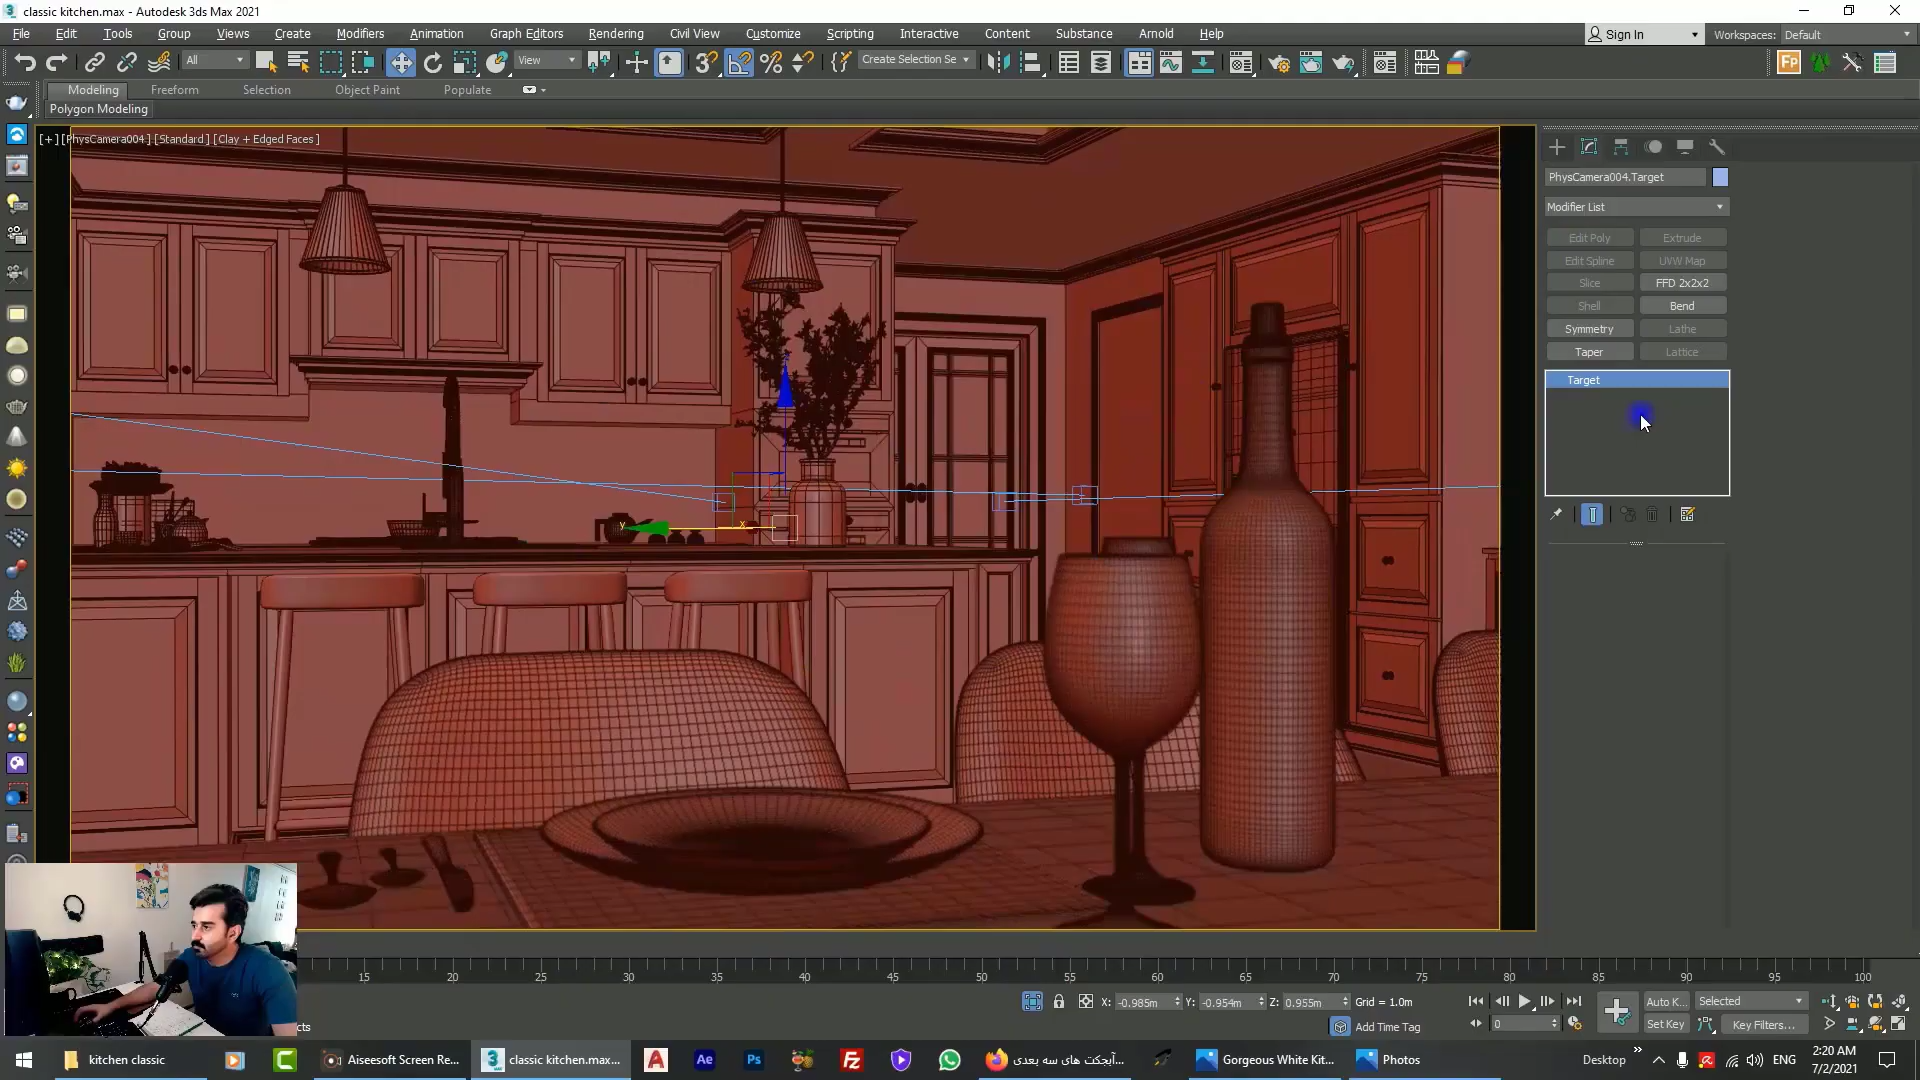 classic kitchen.max - Autodesk 3ds Max 2021
File Edit Tools Group Views Create Modifiers Animation Graph Editors Rendering Civil View Customize Scripting Interactive Content Substance Arnold Help
Sign In
Workspaces: Default
All
View
Create Selection Se
Modeling Freeform Selection Object Paint Populate
Polygon Modeling
[+] [PhysCamera004] [Standard] [Clay + Edged Faces]
PhysCamera004.Target
Modifier List
Edit Poly Extrude
Edit Spline UVW Map
Slice FFD 2x2x2
Shell Bend
Symmetry Lathe
Taper Lattice
Target
z
y
x
15 20 25 30 35 40 45 50 55 60 65 70 75 80 85 90 95 100
X: -0.985m Y: -0.954m Z: 0.955m Grid = 1.0m
Auto K... Selected
Add Time Tag
0
Set Key Key Filters...
kitchen classic
Aiseesoft Screen Re...
classic kitchen.max...
آبجکت های سه بعدی...
Gorgeous White Kit...
Photos
Desktop
ENG
2:20 AM
7/2/2021